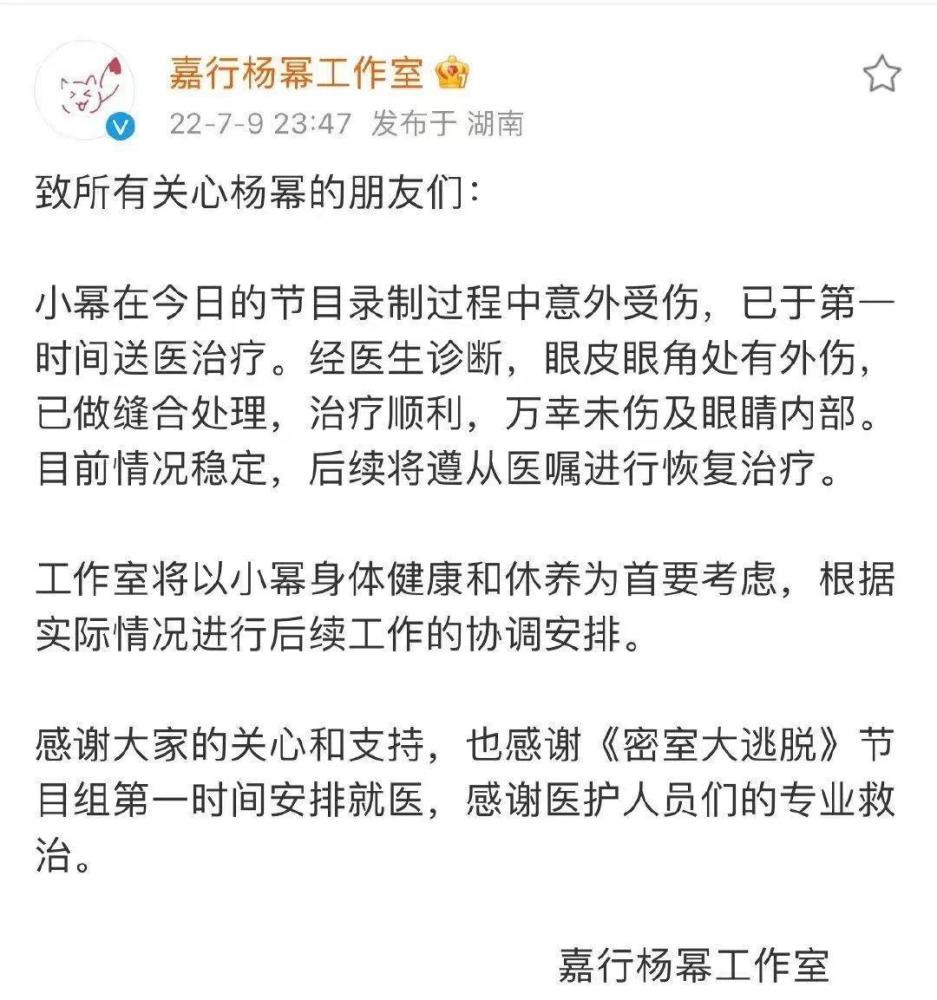 嘉行杨幂工作室
22-7-9 23:47 发布于 湖南
致所有关心杨幂的朋友们：
小幂在今日的节目录制过程中意外受伤，已于第一
时间送医治疗。经医生诊断，眼皮眼角处有外伤，
已做缝合处理，治疗顺利，万幸未伤及眼睛内部。
目前情况稳定，后续将遵从医嘱进行恢复治疗。
工作室将以小幂身体健康和休养为首要考虑，根据
实际情况进行后续工作的协调安排。
感谢大家的关心和支持，也感谢《密室大逃脱》节
目组第一时间安排就医，感谢医护人员们的专业救
治。
嘉行杨幂工作室